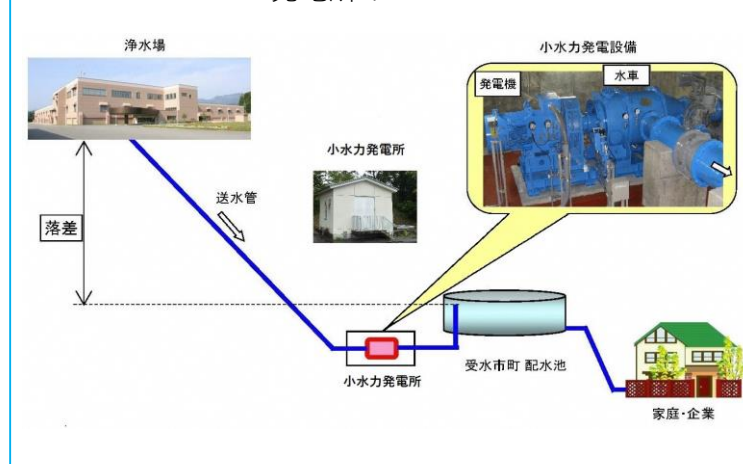 浄水場
小水力発電設備
発電機
水車
小水力発電所
送水管
落差
小水力発電所
受水市町 配水池
家庭・企業